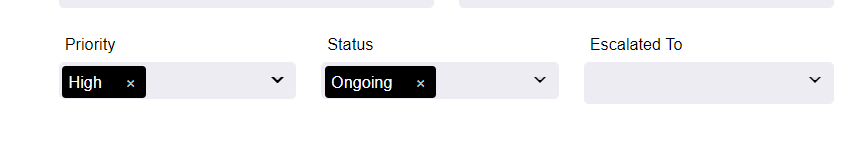 Priority Status Escalated To
High × Ongoing ×